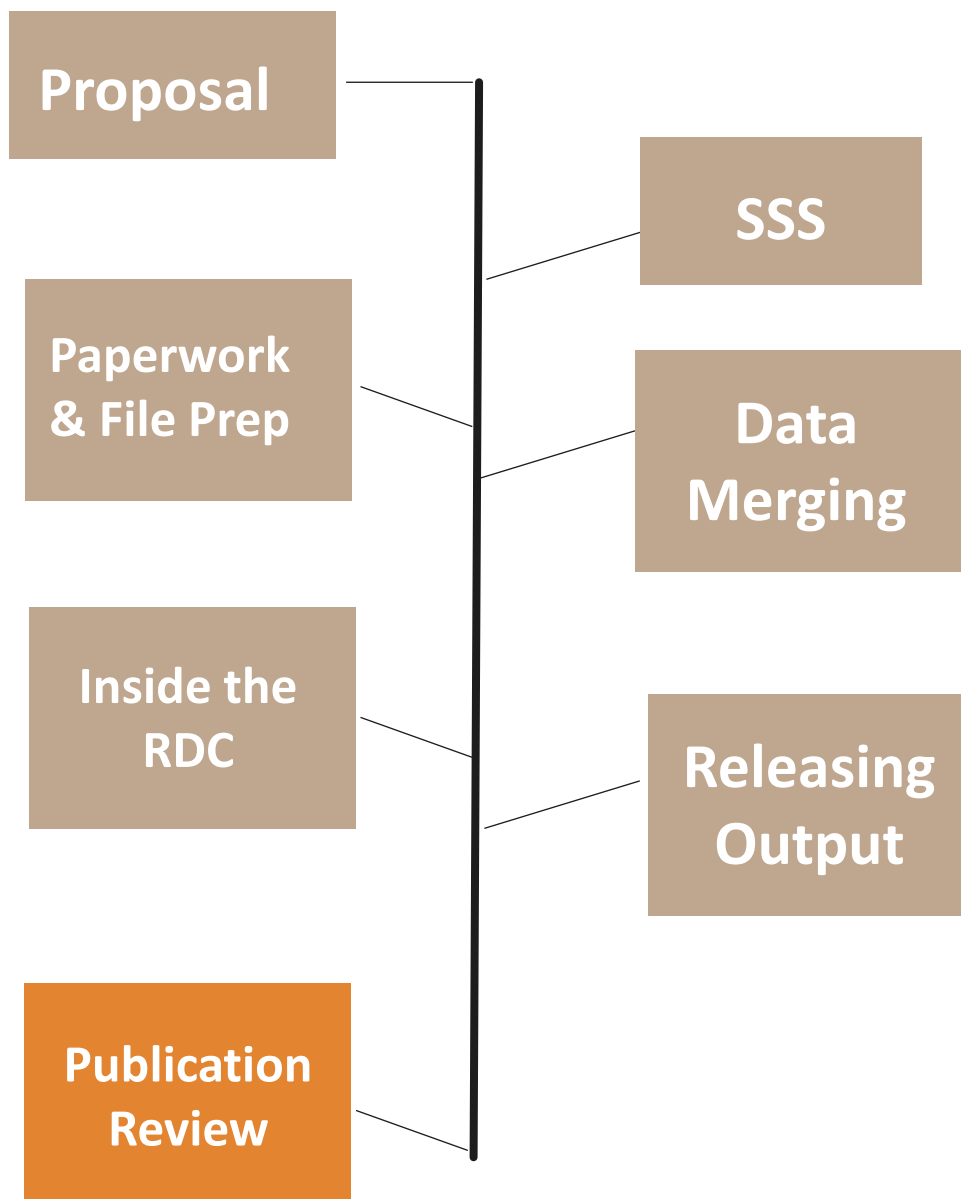 Proposal
SSS
Paperwork
& File Prep
Data
Merging
Inside the
RDC
Releasing
Output
Publication
Review